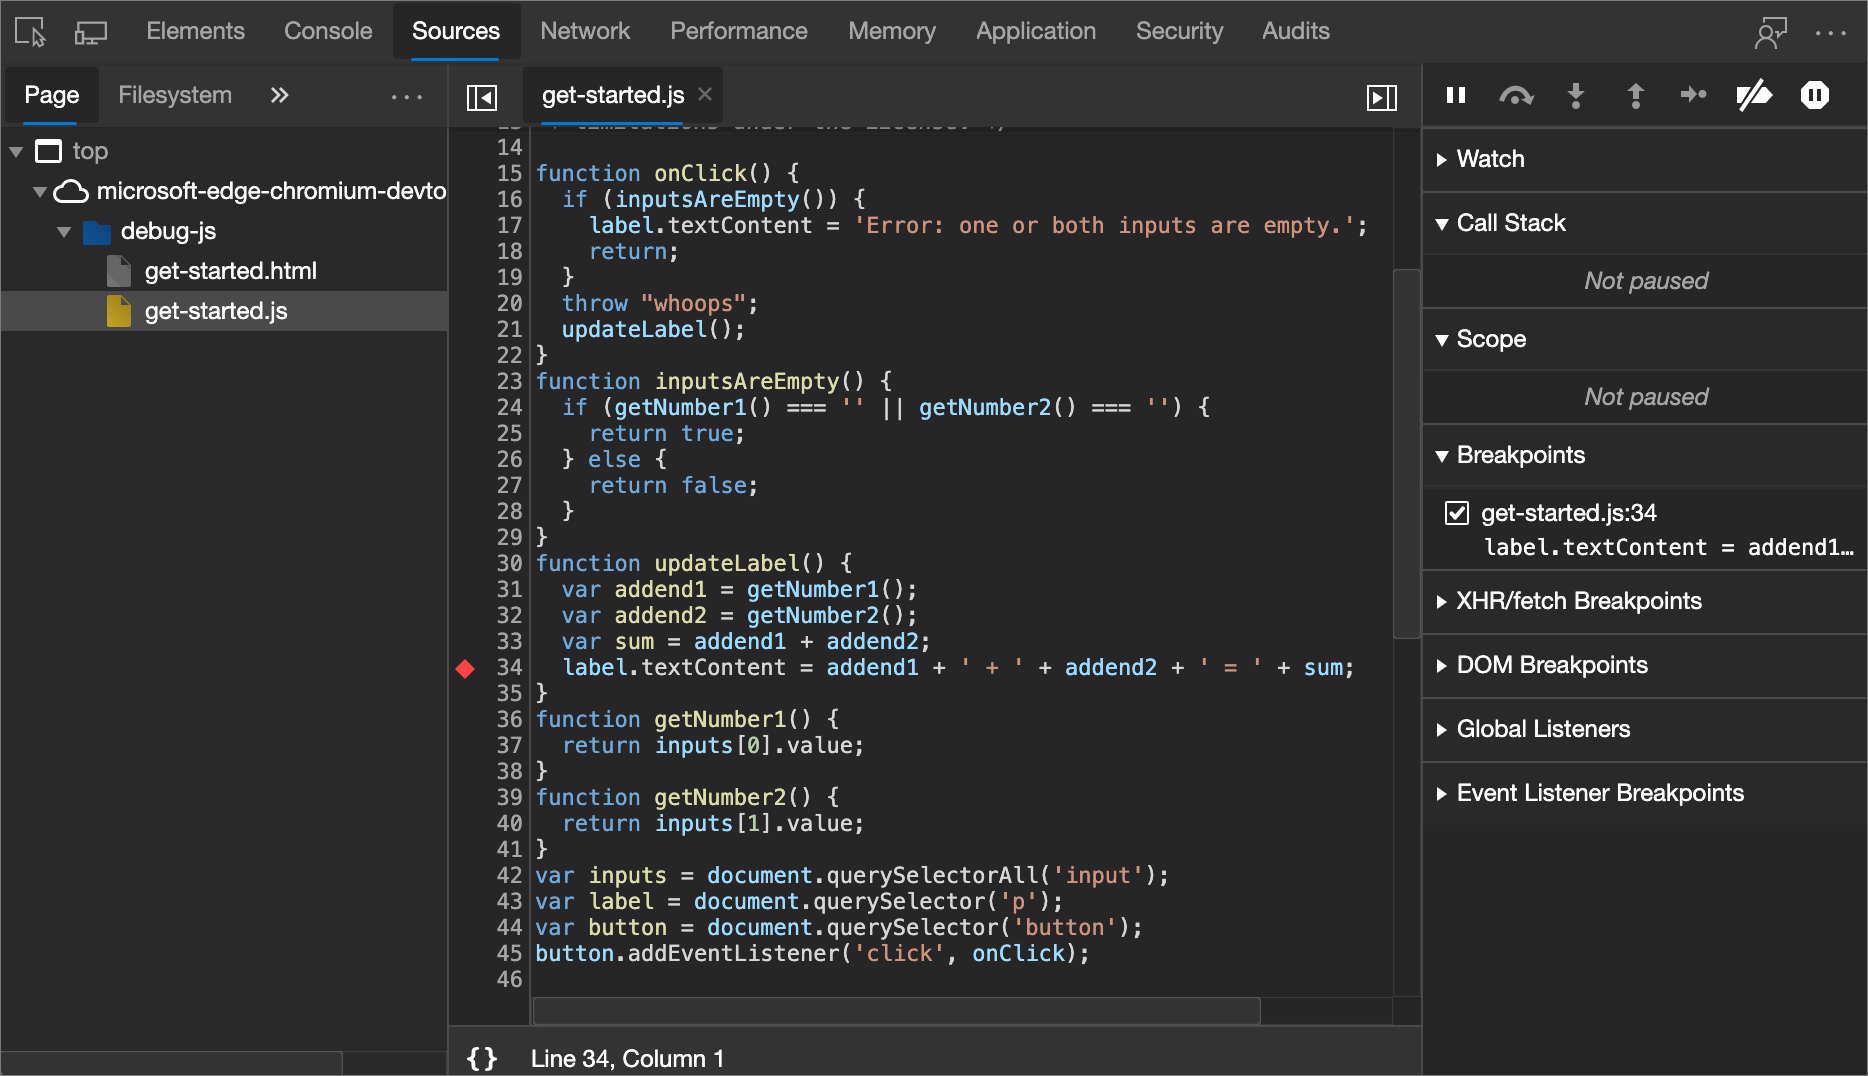 Elements Console Sources Network Performance Memory Application Security Audits
Page Filesystem » ...
get-started.js ×
top
microsoft-edge-chromium-devto
debug-js
get-started.html
get-started.js
14
15 function onClick() {
16   if (inputsAreEmpty()) {
17     label.textContent = 'Error: one or both inputs are empty.';
18     return;
19   }
20   throw "whoops";
21   updateLabel();
22 }
23 function inputsAreEmpty() {
24   if (getNumber1() === '' || getNumber2() === '') {
25     return true;
26   } else {
27     return false;
28   }
29 }
30 function updateLabel() {
31   var addend1 = getNumber1();
32   var addend2 = getNumber2();
33   var sum = addend1 + addend2;
34   label.textContent = addend1 + ' + ' + addend2 + ' = ' + sum;
35 }
36 function getNumber1() {
37   return inputs[0].value;
38 }
39 function getNumber2() {
40   return inputs[1].value;
41 }
42 var inputs = document.querySelectorAll('input');
43 var label = document.querySelector('p');
44 var button = document.querySelector('button');
45 button.addEventListener('click', onClick);
46
{} Line 34, Column 1
Watch
Call Stack
Not paused
Scope
Not paused
Breakpoints
get-started.js:34
label.textContent = addend1…
XHR/fetch Breakpoints
DOM Breakpoints
Global Listeners
Event Listener Breakpoints